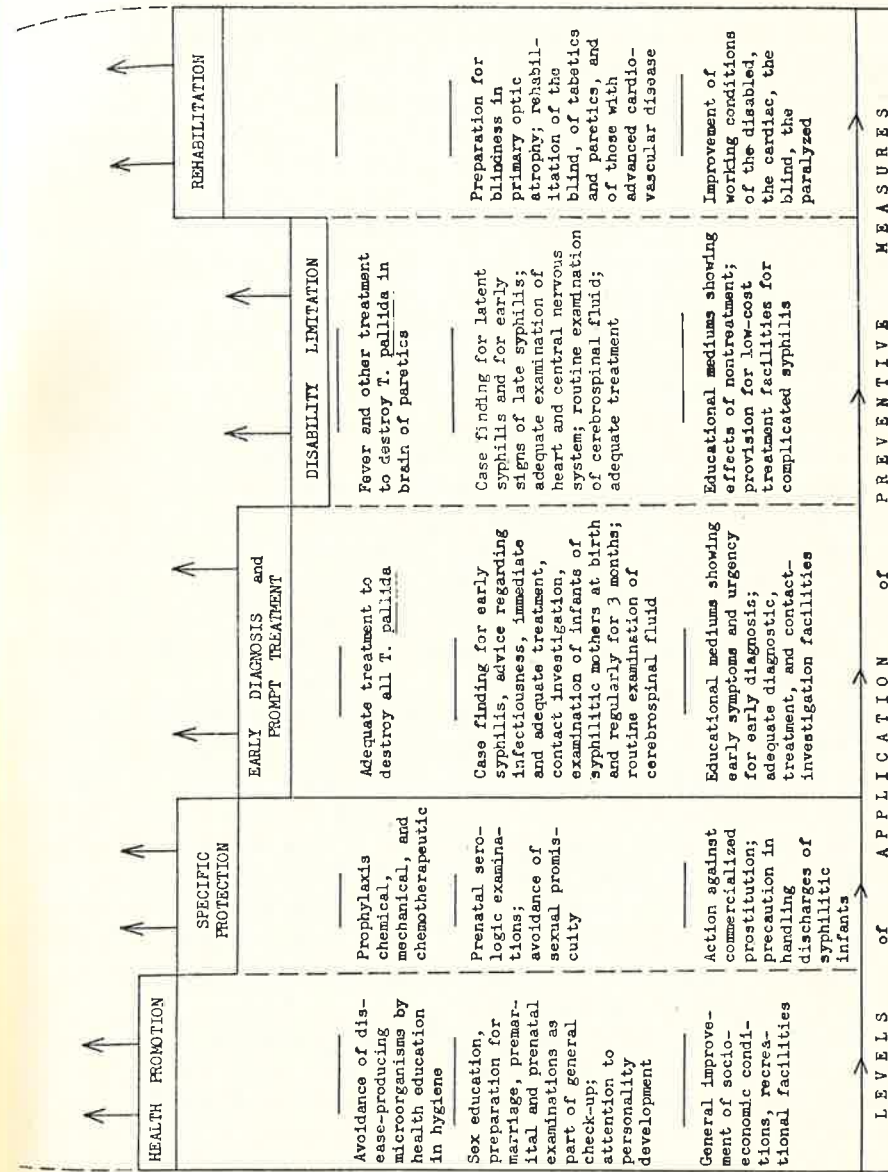 HEALTH PROMOTION
Avoidance of dis-
ease-producing
microorganisms by
health education
in hygiene
Sex education,
preparation for
marriage, premar-
ital and prenatal
examinations as
part of general
check-up;
attention to
personality
development
General improve-
ment of socio-
economic condi-
tions, recrea-
tional facilities
SPECIFIC
PROTECTION
Prophylaxis
chemical,
mechanical, and
chemotherapeutic
Prenatal sero-
logic examina-
tions;
avoidance of
sexual promis-
cuity
Action against
commercialized
prostitution;
precaution in
handling
discharges of
syphilitic
infants
EARLY DIAGNOSIS and
PROMPT TREATMENT
Adequate treatment to
destroy all T. pallida
Case finding for early
syphilis, advice regarding
infectiousness, immediate
and adequate treatment,
contact investigation,
examination of infants of
syphilitic mothers at birth
and regularly for 3 months;
routine examination of
cerebrospinal fluid
Educational mediums showing
early symptoms and urgency
for early diagnosis;
adequate diagnostic,
treatment, and contact-
investigation facilities
DISABILITY LIMITATION
Fever and other treatment
to destroy T. pallida in
brain of paretics
Case finding for latent
syphilis and for early
signs of late syphilis;
adequate examination of
heart and central nervous
system; routine examination
of cerebrospinal fluid;
adequate treatment
Educational mediums showing
effects of nontreatment;
provision for low-cost
treatment facilities for
complicated syphilis
REHABILITATION
Preparation for
blindness in
primary optic
atrophy; rehabil-
itation of the
blind, of tabetics
and paretics, and
of those with
advanced cardio-
vascular disease
Improvement of
working conditions
of the disabled,
the cardiac, the
blind, the
paralyzed
LEVELS of APPLICATION of PREVENTIVE MEASURES